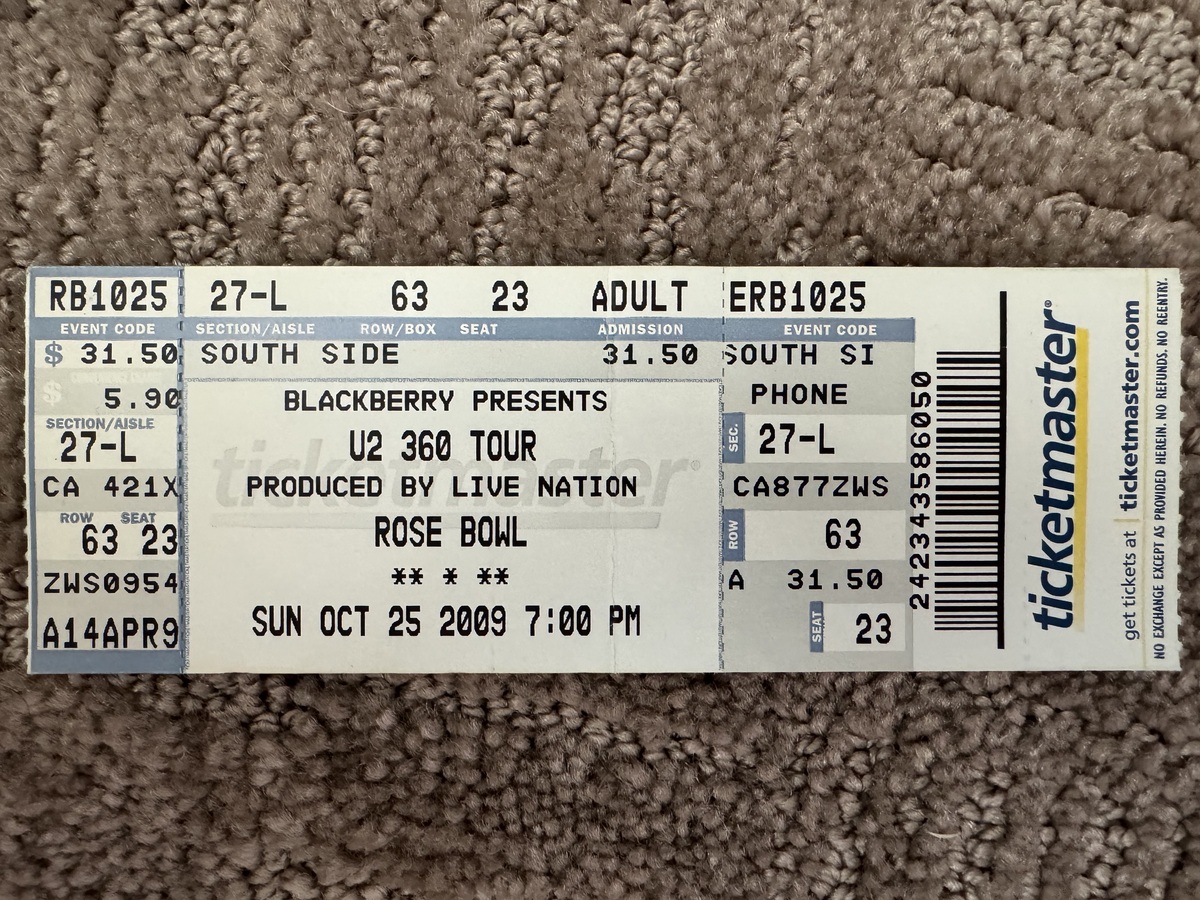 RB1025
EVENT CODE
$ 31.50
$ 5.90
SECTION/AISLE
27-L
CA 421X
ROW SEAT
63 23
ZWS0954
A14APR9
27-L 63 23 ADULT
SECTION/AISLE ROW/BOX SEAT ADMISSION
SOUTH SIDE 31.50
BLACKBERRY PRESENTS
U2 360 TOUR
ticketmaster®
PRODUCED BY LIVE NATION
ROSE BOWL
** * **
SUN OCT 25 2009 7:00 PM
ERB1025
EVENT CODE
SOUTH SI
PHONE
SEC. 27-L
CA877ZWS
ROW 63
A 31.50
SEAT 23
242343586050
ticketmaster®
get tickets at | ticketmaster.com
NO EXCHANGE EXCEPT AS PROVIDED HEREIN. NO REFUNDS, NO REENTRY.